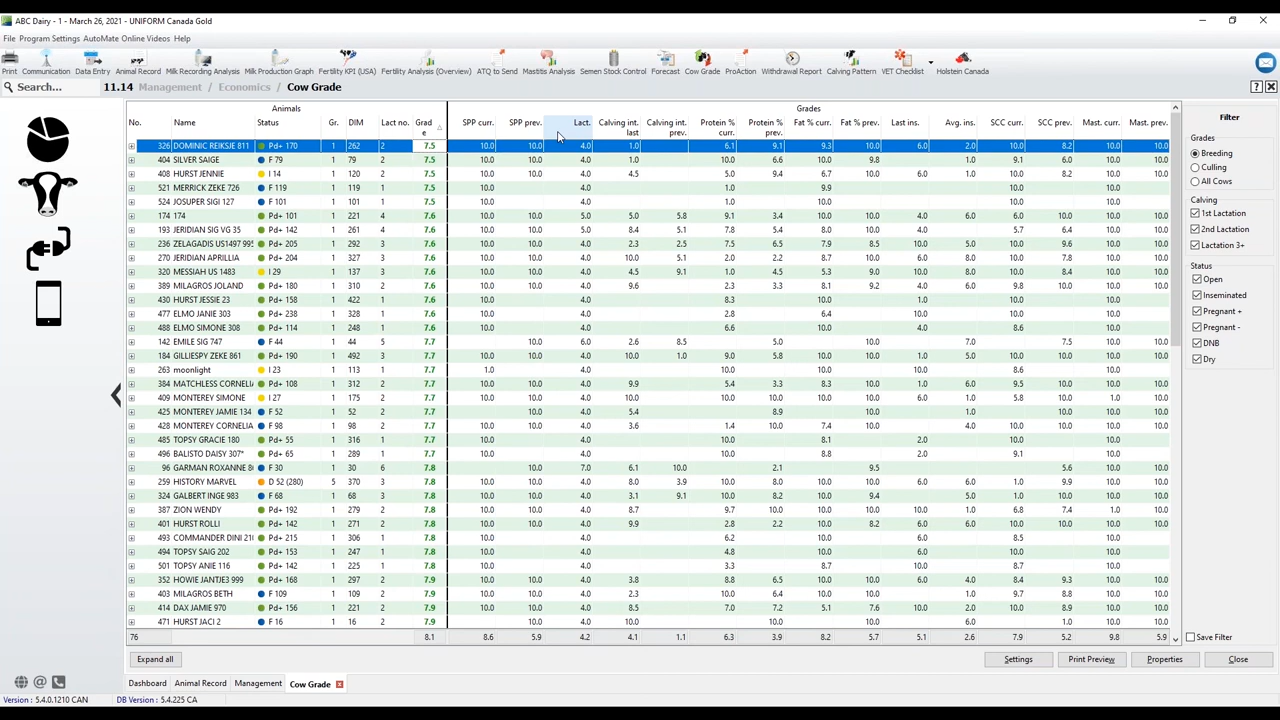 ABC Dairy - 1 - March 26, 2021 - UNIFORM Canada Gold
File Program Settings AutoMate Online Videos Help
Print Communication Data Entry Animal Record Milk Recording Analysis Milk Production Graph Fertility KPI (USA) Fertility Analysis (Overview) ATQ to Send Mastitis Analysis Semen Stock Control Forecast Cow Grade ProAction Withdrawal Report Calving Pattern VET Checklist Holstein Canada
Search... 11.14 Management / Economics / Cow Grade
Animals Grades
No. Name Status Gr. DIM Lact no. Grad e SPP curr. SPP prev. Lact. Calving int. last Calving int. prev. Protein % curr. Protein % prev. Fat % curr. Fat % prev. Last ins. Avg. ins. SCC curr. SCC prev. Mast. curr. Mast. prev.
326 DOMINIC REIKSJE 811 Pd+ 170 1 262 2 7.5 10.0 10.0 4.0 1.0 6.1 9.1 9.3 10.0 6.0 2.0 10.0 8.2 10.0 10.0
404 SILVER SAIGE F 79 1 79 2 7.5 10.0 10.0 4.0 1.0 10.0 6.6 10.0 9.8 1.0 9.1 6.0 10.0 10.0
408 HURST JENNIE I 14 1 120 2 7.5 10.0 10.0 4.0 4.5 5.0 9.4 6.7 10.0 6.0 1.0 10.0 8.2 10.0 10.0
521 MERRICK ZEKE 726 F 119 1 119 1 7.5 10.0 4.0 1.0 9.9 10.0 10.0
524 JOSUPER SIGI 127 F 101 1 101 1 7.5 10.0 4.0 1.0 10.0 10.0 10.0
174 174 Pd+ 101 1 221 4 7.6 10.0 10.0 5.0 5.0 5.8 9.1 3.4 10.0 10.0 4.0 6.0 6.0 10.0 10.0 10.0
193 JERIDIAN SIG VG 35 Pd+ 142 1 261 4 7.6 10.0 10.0 5.0 8.4 5.1 7.8 5.4 8.0 10.0 4.0 5.7 6.4 10.0 10.0
236 ZELAGADIS US1497 995 Pd+ 205 1 292 3 7.6 10.0 10.0 4.0 2.3 2.5 7.5 6.5 7.9 8.5 10.0 5.0 10.0 9.6 10.0 10.0
270 JERIDIAN APRILLIA Pd+ 204 1 327 3 7.6 10.0 10.0 4.0 10.0 5.1 2.0 2.2 8.7 10.0 6.0 8.0 10.0 7.8 10.0 10.0
320 MESSIAH US 1483 I 29 1 137 3 7.6 10.0 10.0 4.0 4.5 9.1 1.0 4.5 5.3 9.0 10.0 8.0 10.0 8.4 10.0 10.0
389 MILAGROS JOLAND Pd+ 180 1 310 2 7.6 10.0 10.0 4.0 9.6 2.3 3.3 8.1 9.2 4.0 6.0 9.8 10.0 10.0 10.0
430 HURST JESSIE 23 Pd+ 158 1 422 1 7.6 10.0 4.0 8.3 10.0 1.0 10.0 10.0
477 ELMO JANIE 303 Pd+ 238 1 328 1 7.6 10.0 4.0 2.8 6.4 10.0 10.0 10.0
488 ELMO SIMONE 308 Pd+ 114 1 248 1 7.6 10.0 4.0 6.6 10.0 4.0 8.6 10.0
142 EMILE SIG 747 F 44 1 44 5 7.7 10.0 6.0 2.6 8.5 5.0 10.0 7.0 7.5 10.0 10.0
184 GILLIESPY ZEKE 861 Pd+ 190 1 492 3 7.7 10.0 10.0 4.0 10.0 1.0 9.0 5.8 10.0 10.0 1.0 5.0 10.0 10.0 10.0 10.0
263 moonlight I 23 1 113 1 7.7 1.0 4.0 10.0 10.0 10.0 8.6 10.0
384 MATCHLESS CORNELIA Pd+ 108 1 312 2 7.7 10.0 10.0 4.0 9.9 5.4 3.3 8.3 10.0 2.0 6.0 9.5 10.0 10.0 10.0
409 MONTEREY SIMONE I 27 1 175 2 7.7 10.0 10.0 4.0 10.0 10.0 10.0 10.0 10.0 6.0 1.0 5.8 10.0 1.0 10.0
425 MONTEREY JAMIE 134 F 52 1 52 2 7.7 10.0 4.0 5.4 8.9 10.0 1.0 10.0 10.0
428 MONTEREY CORNELIA F 98 1 98 2 7.7 10.0 10.0 4.0 3.6 1.4 10.0 7.4 10.0 4.0 10.0 10.0 10.0 10.0
485 TOPSY GRACIE 180 Pd+ 55 1 316 1 7.7 10.0 4.0 10.0 8.1 2.0 10.0 10.0
496 BALISTO DAISY 307* Pd+ 65 1 289 1 7.7 10.0 4.0 10.0 8.8 2.0 9.1 10.0
96 GARMAN ROXANNE 8 F 30 1 30 6 7.8 10.0 7.0 6.1 10.0 2.1 9.5 6.0 5.6 10.0 10.0
259 HISTORY MARVEL D 52 (280) 5 370 3 7.8 10.0 10.0 4.0 8.0 3.9 10.0 8.0 10.0 10.0 6.0 6.0 1.0 9.9 10.0 10.0
324 GALBERT INGE 983 F 68 1 68 3 7.8 10.0 10.0 4.0 3.1 9.1 10.0 8.0 10.0 9.4 5.0 1.0 8.0 10.0 10.0
387 ZION WENDY Pd+ 192 1 279 2 7.8 10.0 10.0 4.0 8.7 9.7 10.0 10.0 10.0 10.0 1.0 6.8 7.4 1.0 10.0
401 HURST ROLLI Pd+ 142 1 271 2 7.8 10.0 10.0 4.0 9.9 2.8 2.2 10.0 8.2 6.0 4.0 10.0 10.0 10.0 10.0
493 COMMANDER DINI 210 Pd+ 215 1 306 1 7.8 10.0 4.0 6.2 10.0 10.0 8.5 10.0
494 TOPSY SAIG 202 Pd+ 153 1 247 1 7.8 10.0 4.0 4.8 10.0 10.0 10.0 10.0
501 TOPSY ANIE 116 Pd+ 142 1 225 1 7.8 10.0 4.0 3.3 8.7 10.0 8.7 10.0
352 HOWIE JANTJE3 999 Pd+ 168 1 297 2 7.9 10.0 10.0 4.0 3.8 8.8 6.5 10.0 10.0 6.0 4.0 8.4 9.3 10.0 10.0
403 MILAGROS BETH F 109 1 109 2 7.9 10.0 10.0 4.0 2.3 10.0 6.4 10.0 10.0 1.0 9.7 8.8 10.0 10.0
414 DAX JAMIE 970 Pd+ 156 1 221 2 7.9 10.0 10.0 4.0 8.5 7.0 7.2 5.1 7.6 10.0 2.0 10.0 8.9 10.0 10.0
411 HURST JACI 2 F 16 1 16 2 7.9 10.0 4.0 10.0 10.0 10.0 6.0 1.0 10.0 10.0
76 8.1 8.6 5.9 4.2 4.1 1.1 6.3 3.9 8.2 5.7 5.1 2.6 7.9 5.2 9.8 5.9
Filter
Grades
Breeding
Culling
All Cows
Calving
1st Lactation
2nd Lactation
Lactation 3+
Status
Open
Inseminated
Pregnant +
Pregnant -
DNB
Dry
Save Filter
Expand all Settings Print Preview Properties Close
Dashboard Animal Record Management Cow Grade
Version : 5.4.0.1210 CAN DB Version : 5.4.225 CA